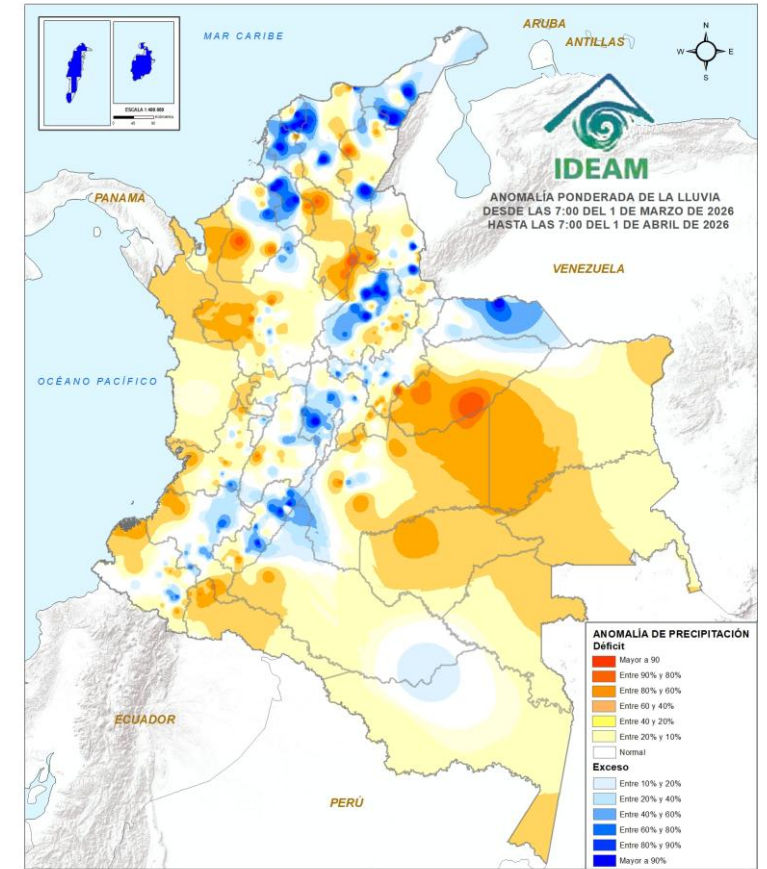 MAR CARIBE
ARUBA
ANTILLAS
N
W
E
S
ESCALA 1:400.000
IDEAM
ANOMALÍA PONDERADA DE LA LLUVIA
DESDE LAS 7:00 DEL 1 DE MARZO DE 2026
HASTA LAS 7:00 DEL 1 DE ABRIL DE 2026
PANAMÁ
VENEZUELA
OCÉANO PACÍFICO
ECUADOR
PERÚ
ANOMALÍA DE PRECIPITACIÓN
Déficit
Mayor a 90
Entre 90% y 80%
Entre 80% y 60%
Entre 60 y 40%
Entre 40 y 20%
Entre 20% y 10%
Normal
Exceso
Entre 10% y 20%
Entre 20% y 40%
Entre 40% y 60%
Entre 60% y 80%
Entre 80% y 90%
Mayor a 90%